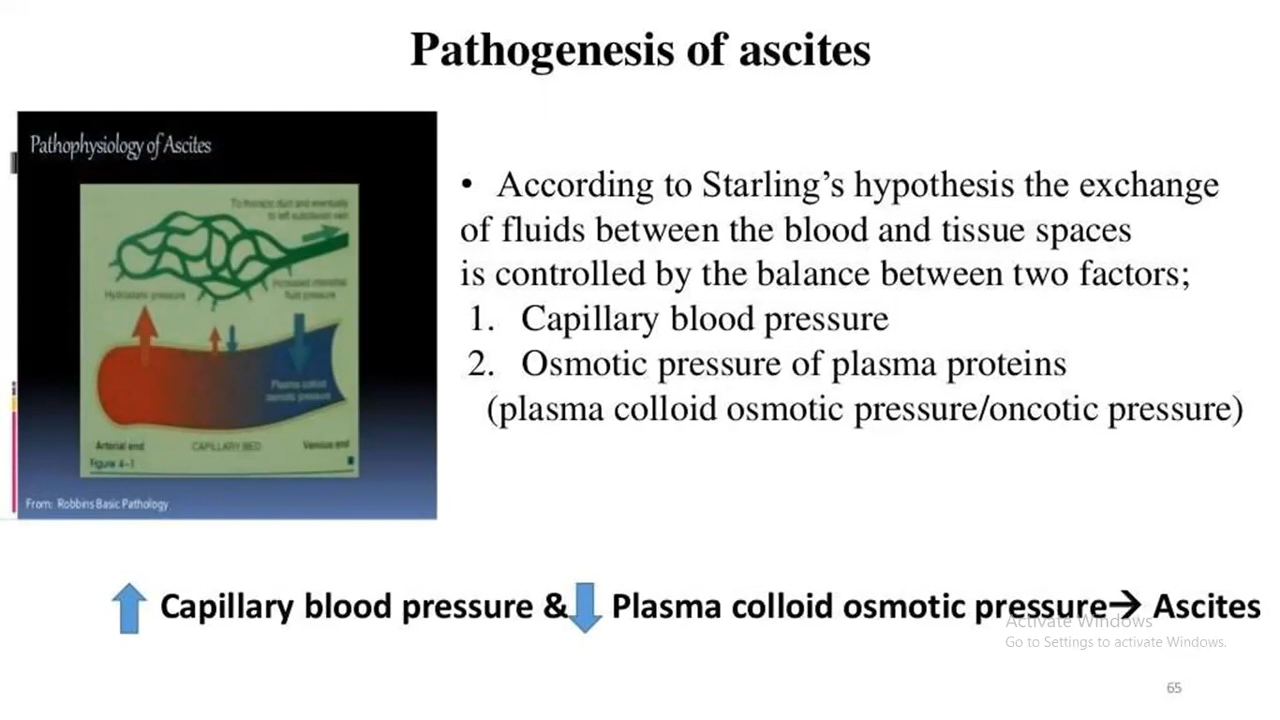 Pathogenesis of ascites
Pathophysiology of Ascites
To thoracic duct and eventually
to left subclavian vein
Hydrostatic pressure
Increased interstitial
fluid pressure
Plasma colloid
osmotic pressure
Arterial end
CAPILLARY BED
Venous end
Figure 4-1
From: Robbins Basic Pathology
• According to Starling’s hypothesis the exchange
of fluids between the blood and tissue spaces
is controlled by the balance between two factors;
1. Capillary blood pressure
2. Osmotic pressure of plasma proteins
(plasma colloid osmotic pressure/oncotic pressure)
Capillary blood pressure & Plasma colloid osmotic pressure→ Ascites
Activate Windows
Go to Settings to activate Windows.
65